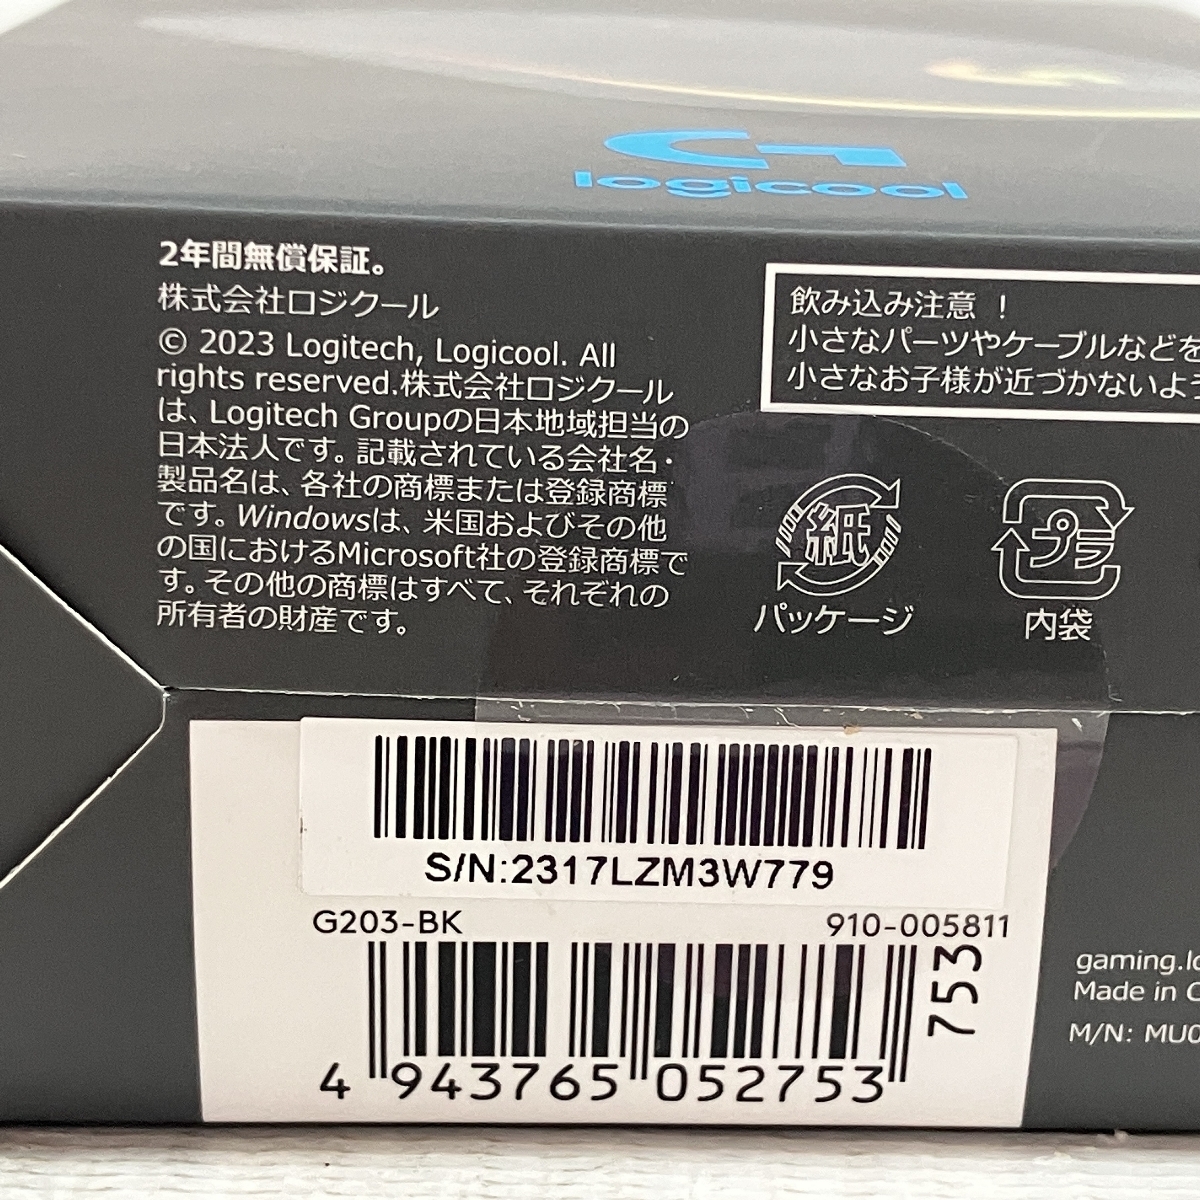 logicool
2年間無償保証。
株式会社ロジクール
© 2023 Logitech, Logicool. All
rights reserved.株式会社ロジクール
は、Logitech Groupの日本地域担当の
日本法人です。記載されている会社名・
製品名は、各社の商標または登録商標
です。Windowsは、米国およびその他
の国におけるMicrosoft社の登録商標で
す。その他の商標はすべて、それぞれの
所有者の財産です。
飲み込み注意 !
小さなパーツやケーブルなどを
小さなお子様が近づかないよう
紙
パッケージ
プラ
内袋
S/N:2317LZM3W779
G203-BK 910-005811
753
4 943765 052753
gaming.lo
Made in C
M/N: MU0